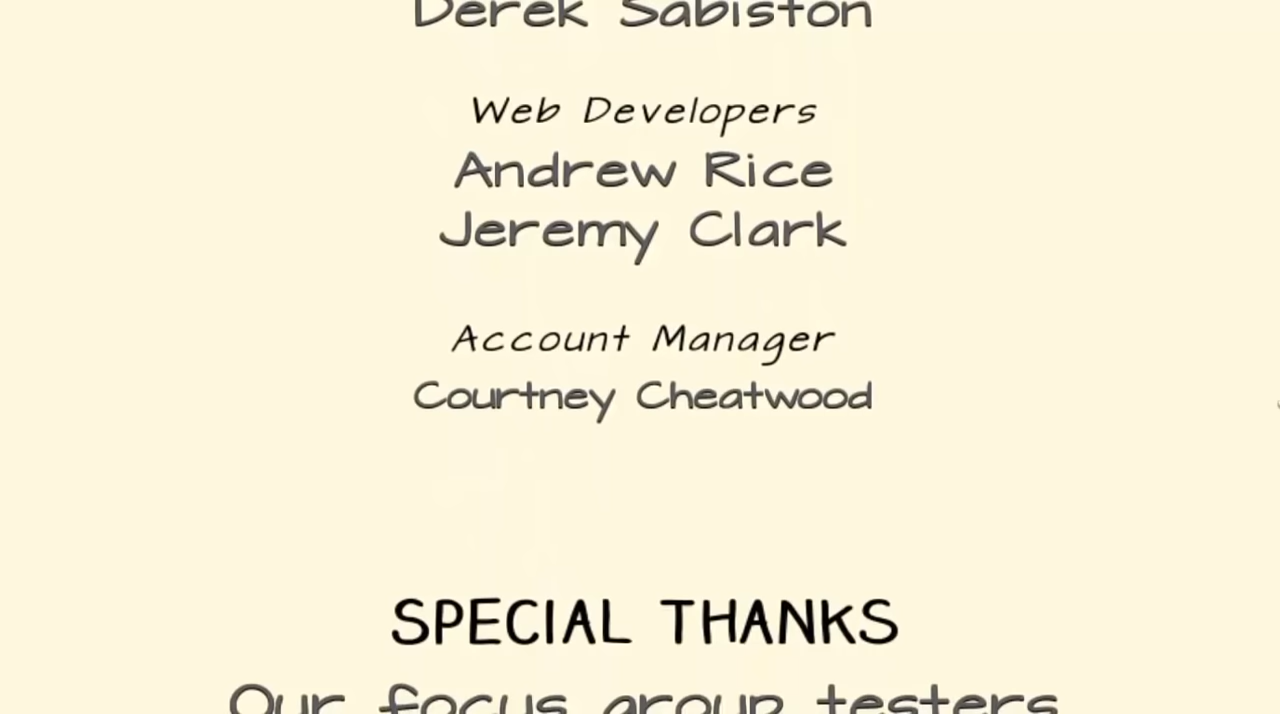 Derek Sabiston
Web Developers
Andrew Rice
Jeremy Clark
Account Manager
Courtney Cheatwood
SPECIAL THANKS
Our focus group testers